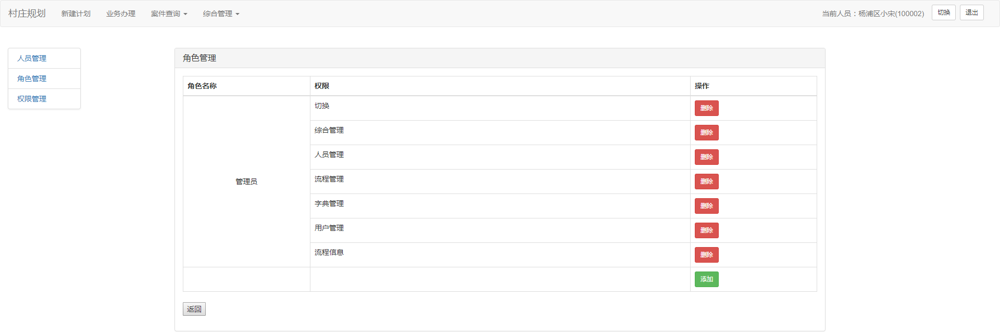 村庄规划 新建计划 业务办理 案件查询 综合管理 当前人员：杨浦区小宋(100002) 切换 退出
人员管理
角色管理
权限管理
角色管理
角色名称 权限 操作
管理员
切换 删除
综合管理 删除
人员管理 删除
流程管理 删除
字典管理 删除
用户管理 删除
流程信息 删除
添加
返回